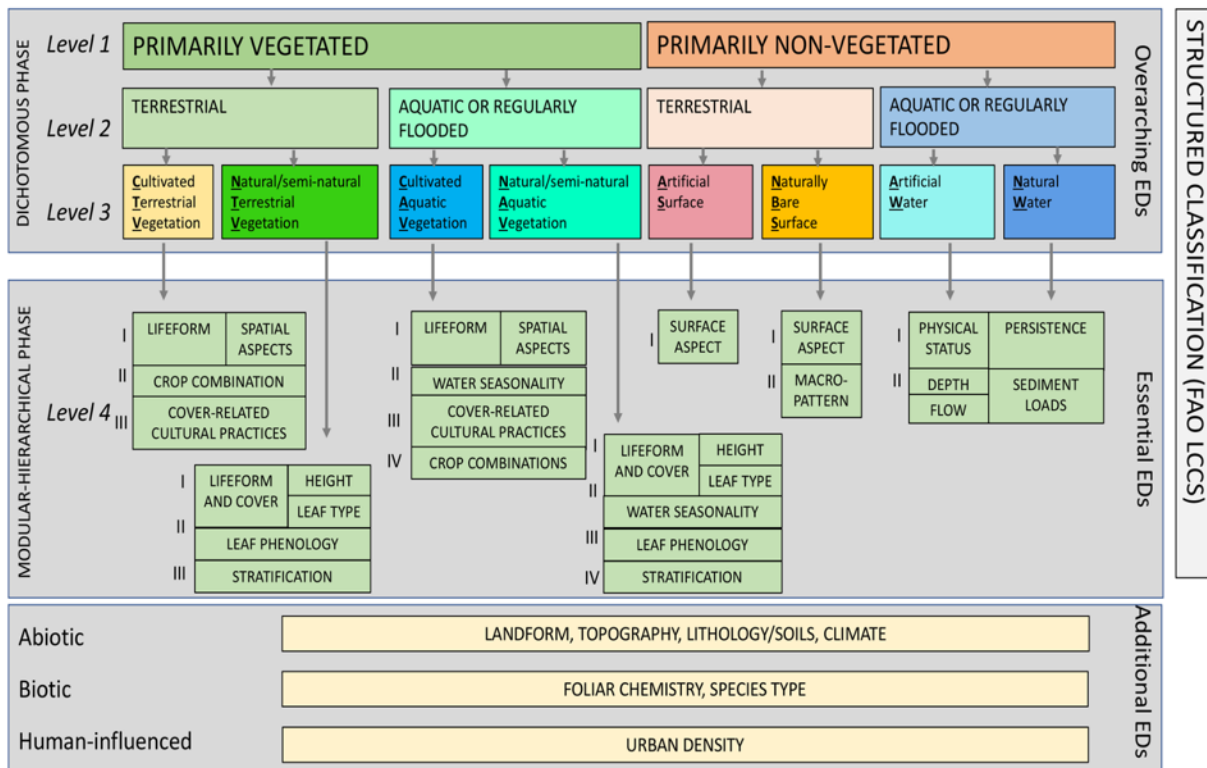 DICHOTOMOUS PHASE
Level 1
PRIMARILY VEGETATED
PRIMARILY NON-VEGETATED
Overarching EDs
STRUCTURED CLASSIFICATION (FAO LCCS)
Level 2
TERRESTRIAL
AQUATIC OR REGULARLY
FLOODED
TERRESTRIAL
AQUATIC OR REGULARLY
FLOODED
Level 3
Cultivated
Terrestrial
Vegetation
Natural/semi-natural
Terrestrial
Vegetation
Cultivated
Aquatic
Vegetation
Natural/semi-natural
Aquatic
Vegetation
Artificial
Surface
Naturally
Bare
Surface
Artificial
Water
Natural
Water
MODULAR-HIERARCHICAL PHASE
Level 4
Essential EDs
I
LIFEFORM
SPATIAL
ASPECTS
II
CROP COMBINATION
III
COVER-RELATED
CULTURAL PRACTICES
I
LIFEFORM
AND COVER
HEIGHT
LEAF TYPE
II
LEAF PHENOLOGY
III
STRATIFICATION
I
LIFEFORM
SPATIAL
ASPECTS
II
WATER SEASONALITY
III
COVER-RELATED
CULTURAL PRACTICES
IV
CROP COMBINATIONS
I
LIFEFORM
AND COVER
HEIGHT
LEAF TYPE
II
WATER SEASONALITY
III
LEAF PHENOLOGY
IV
STRATIFICATION
I
SURFACE
ASPECT
I
SURFACE
ASPECT
II
MACRO-
PATTERN
I
PHYSICAL
STATUS
PERSISTENCE
II
DEPTH
FLOW
SEDIMENT
LOADS
Additional EDs
Abiotic
LANDFORM, TOPOGRAPHY, LITHOLOGY/SOILS, CLIMATE
Biotic
FOLIAR CHEMISTRY, SPECIES TYPE
Human-influenced
URBAN DENSITY